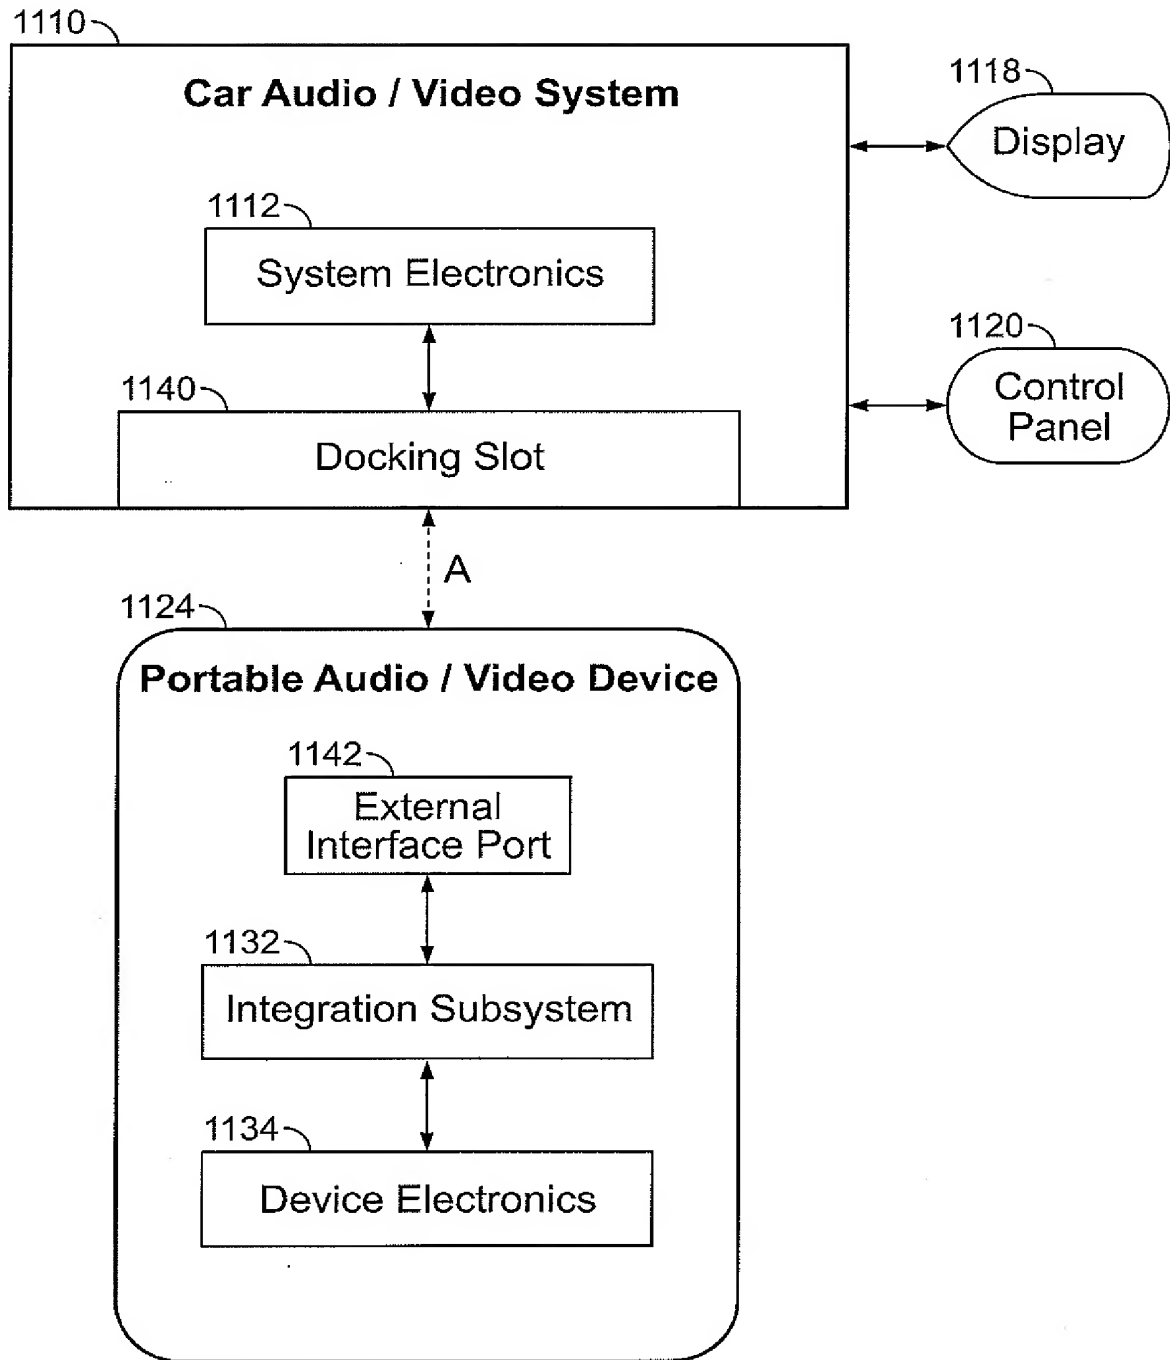 1110
Car Audio / Video System
1118
Display
1112
System Electronics
1120
Control
Panel
1140
Docking Slot
A
1124
Portable Audio / Video Device
1142
External
Interface Port
1132
Integration Subsystem
1134
Device Electronics